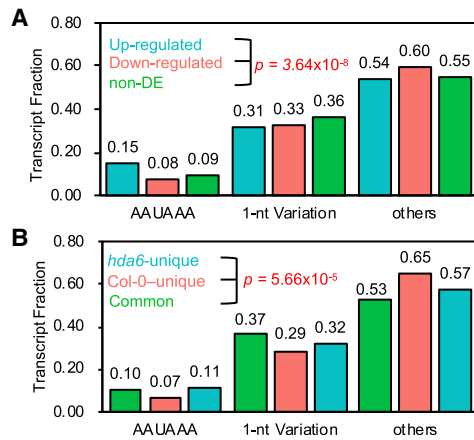 A
Transcript Fraction
0.80
0.60
0.40
0.20
0.00
Up-regulated
Down-regulated
non-DE
p = 3.64x10-8
0.15 0.08 0.09
0.31 0.33 0.36
0.54 0.60 0.55
AAUAAA 1-nt Variation others
B
Transcript Fraction
0.80
0.60
0.40
0.20
0.00
hda6-unique
Col-0–unique
Common
p = 5.66x10-5
0.10 0.07 0.11
0.37 0.29 0.32
0.53 0.65 0.57
AAUAAA 1-nt Variation others